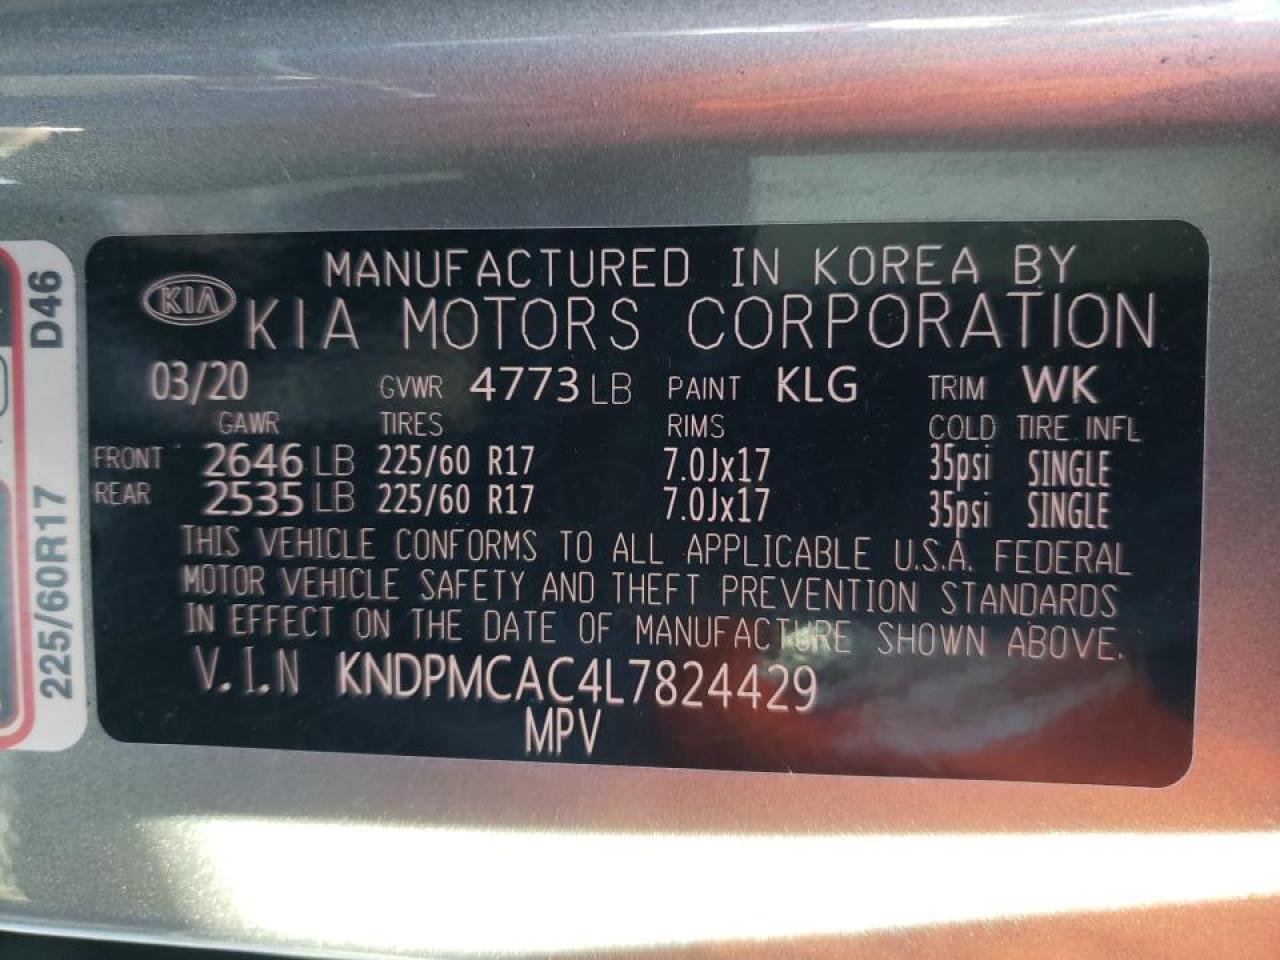 MANUFACTURED IN KOREA BY
KIA KIA MOTORS CORPORATION
03/20 GVWR 4773 LB PAINT KLG TRIM WK
GAWR TIRES RIMS COLD TIRE INFL
FRONT 2646 LB 225/60 R17 7.0Jx17 35psi SINGLE
REAR 2535 LB 225/60 R17 7.0Jx17 35psi SINGLE
THIS VEHICLE CONFORMS TO ALL APPLICABLE U.S.A. FEDERAL
MOTOR VEHICLE SAFETY AND THEFT PREVENTION STANDARDS
IN EFFECT ON THE DATE OF MANUFACTURE SHOWN ABOVE.
V.I.N KNDPMCAC4L7824429
MPV
225/60R17 D46